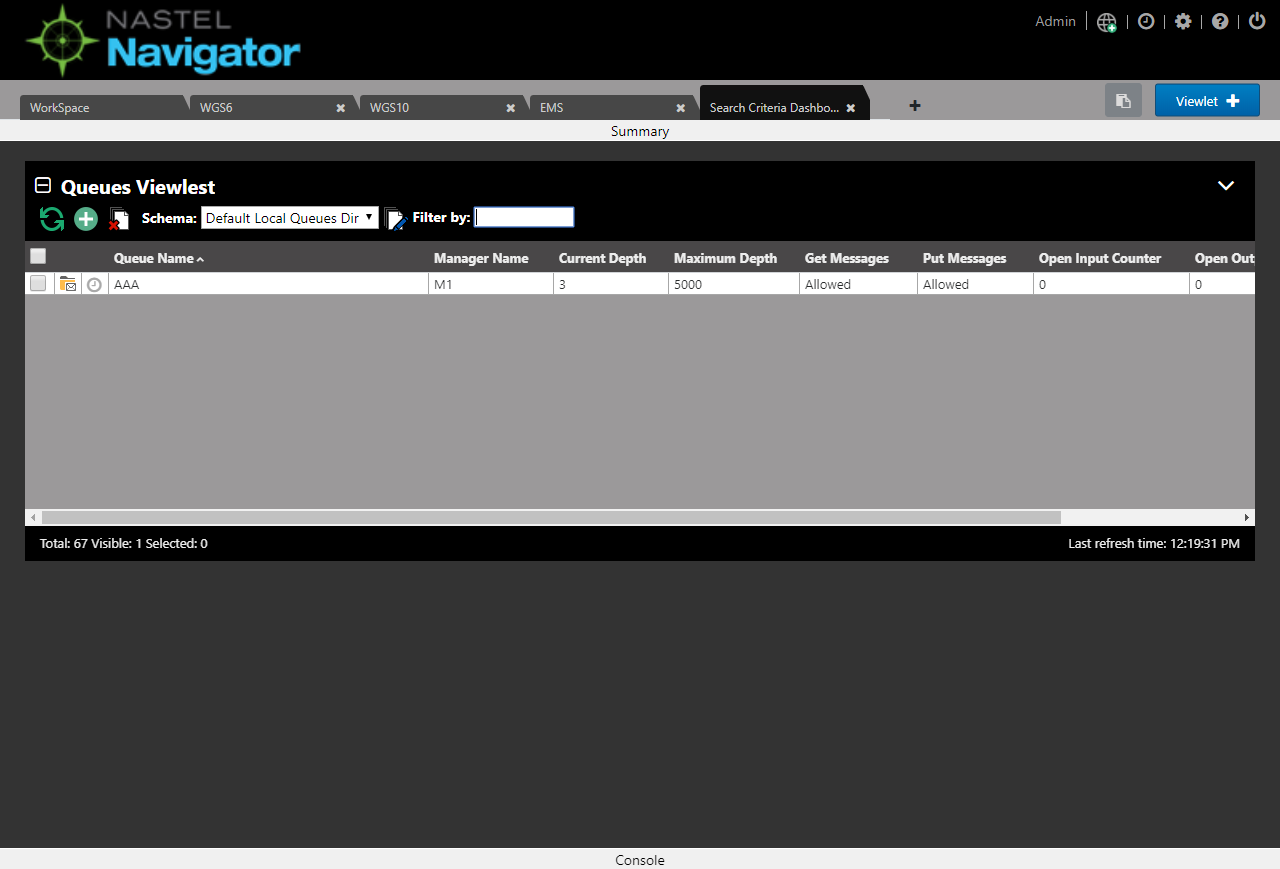 NASTEL
Navigator
Admin
WorkSpace WGS6 WGS10 EMS Search Criteria Dashbo... Viewlet
Summary
Queues Viewlest
Schema: Default Local Queues Dir Filter by:
Queue Name Manager Name Current Depth Maximum Depth Get Messages Put Messages Open Input Counter Open Out
AAA M1 3 5000 Allowed Allowed 0 0
Total: 67 Visible: 1 Selected: 0 Last refresh time: 12:19:31 PM
Console